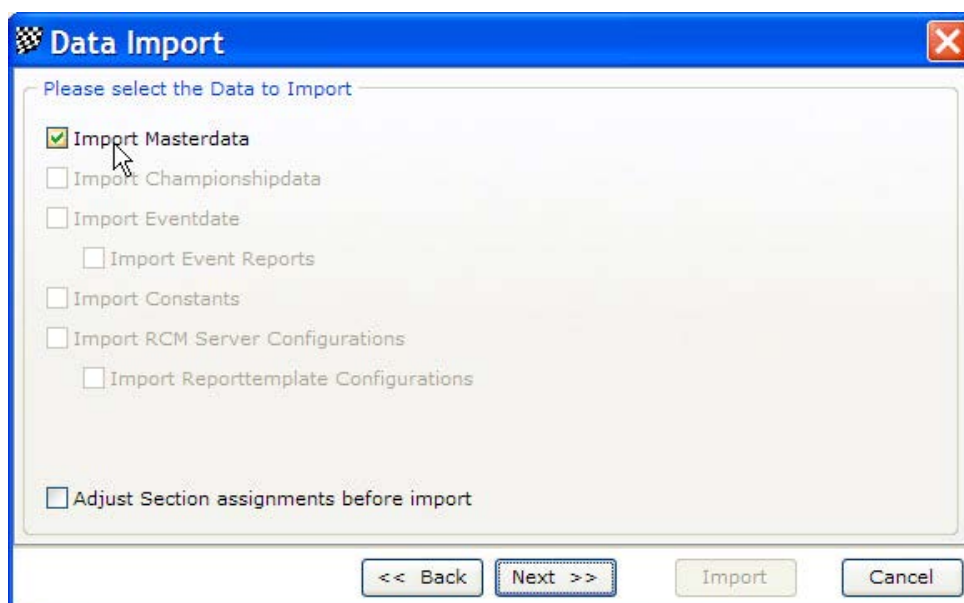 Data Import
Please select the Data to Import
Import Masterdata
Import Championshipdata
Import Eventdate
Import Event Reports
Import Constants
Import RCM Server Configurations
Import Reporttemplate Configurations
Adjust Section assignments before import
<< Back Next >> Import Cancel